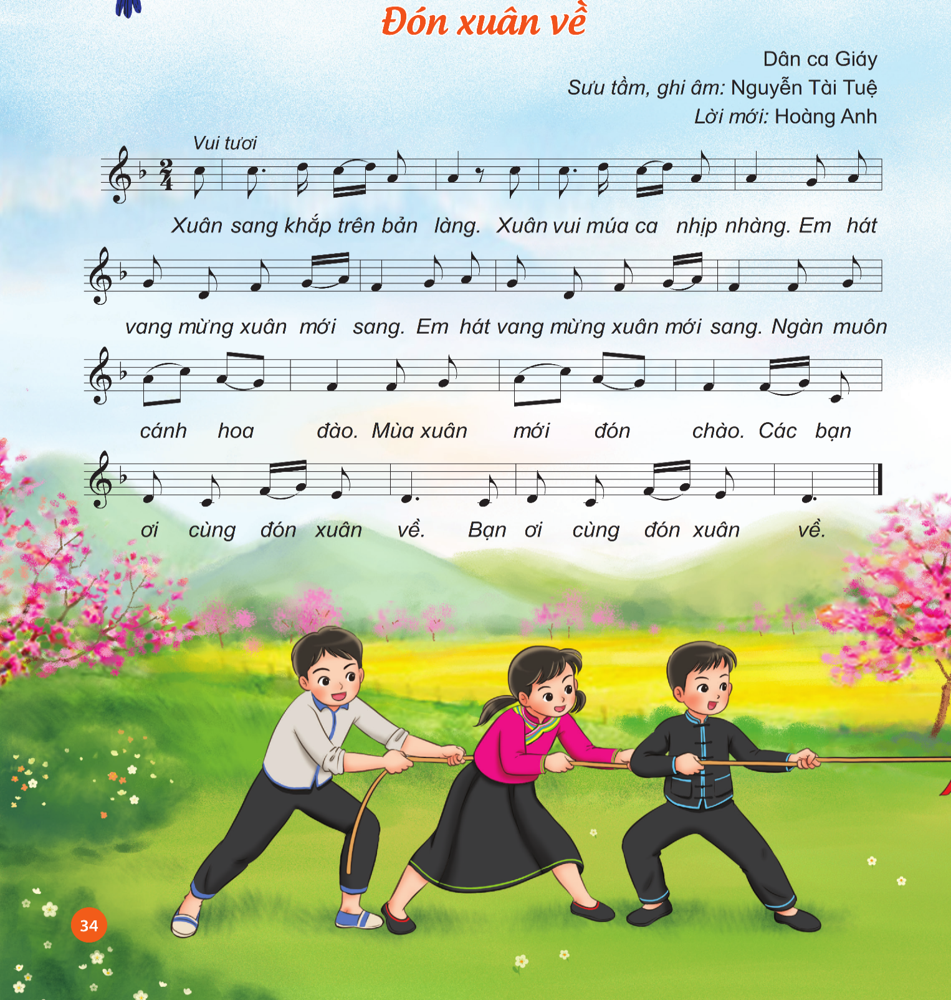 Đón xuân về
Dân ca Giáy
Sưu tầm, ghi âm: Nguyễn Tài Tuệ
Lời mới: Hoàng Anh
Vui tươi
2
4
Xuân sang khắp trên bản làng. Xuân vui múa ca nhịp nhàng. Em hát
vang mừng xuân mới sang. Em hát vang mừng xuân mới sang. Ngàn muôn
cánh hoa đào. Mùa xuân mới đón chào. Các bạn
ơi cùng đón xuân về. Bạn ơi cùng đón xuân về.
34